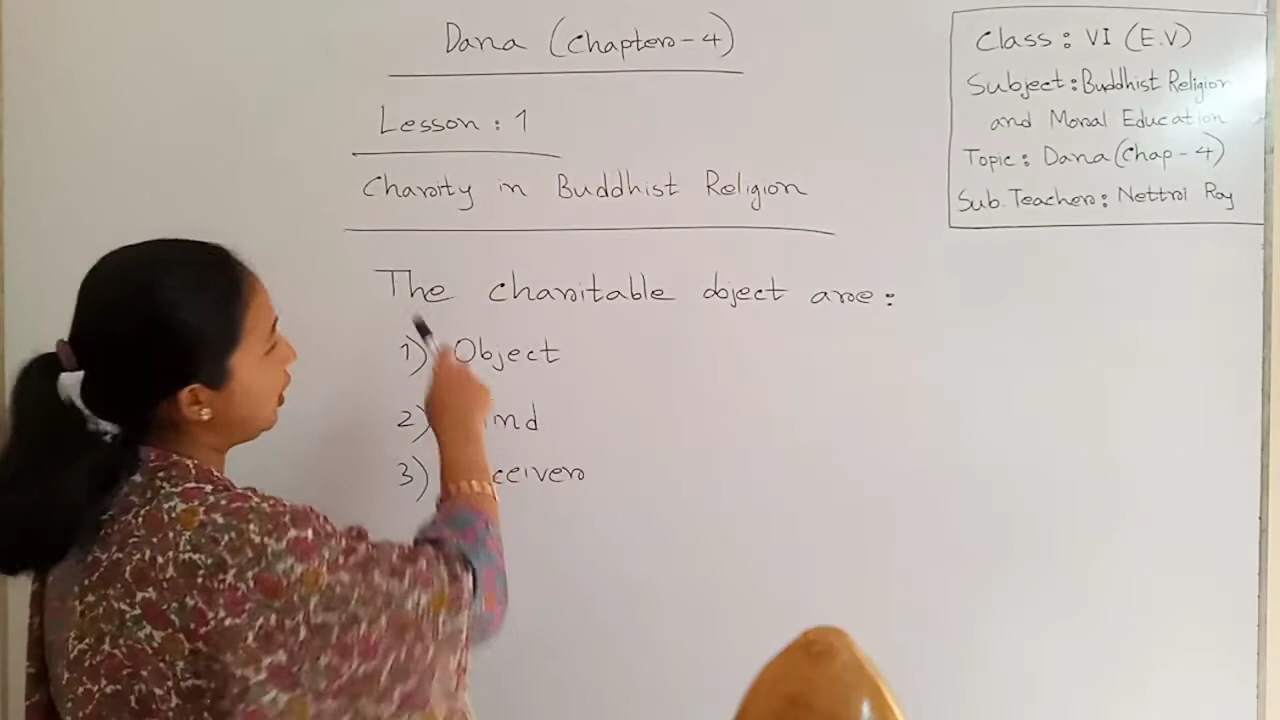 Dana (Chapter-4)
Lesson : 1
Charity in Buddhist Religion
The charitable object are:
1) Object
2)
3)
Class : VI (E.V)
Subject : Buddhist Religion
and Moral Education
Topic : Dana (Chap-4)
Sub. Teacher : Nettroi Roy